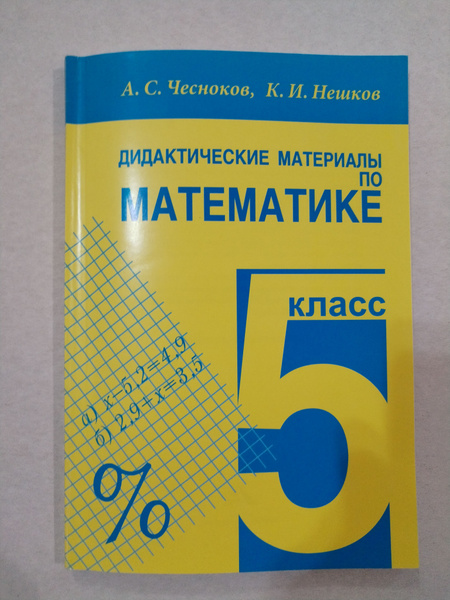 А. С. Чесноков, К. И. Нешков
ДИДАКТИЧЕСКИЕ МАТЕРИАЛЫ
ПО
МАТЕМАТИКЕ
класс
5
а) x–5,2=4,9
б) 2,9+x=3,5
%